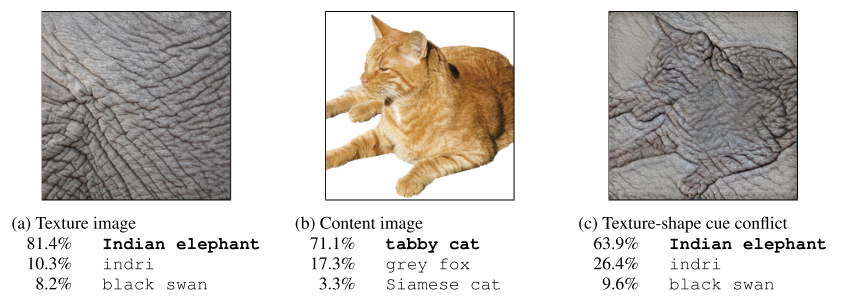 (a) Texture image
81.4% Indian elephant
10.3% indri
8.2% black swan
(b) Content image
71.1% tabby cat
17.3% grey fox
3.3% Siamese cat
(c) Texture-shape cue conflict
63.9% Indian elephant
26.4% indri
9.6% black swan